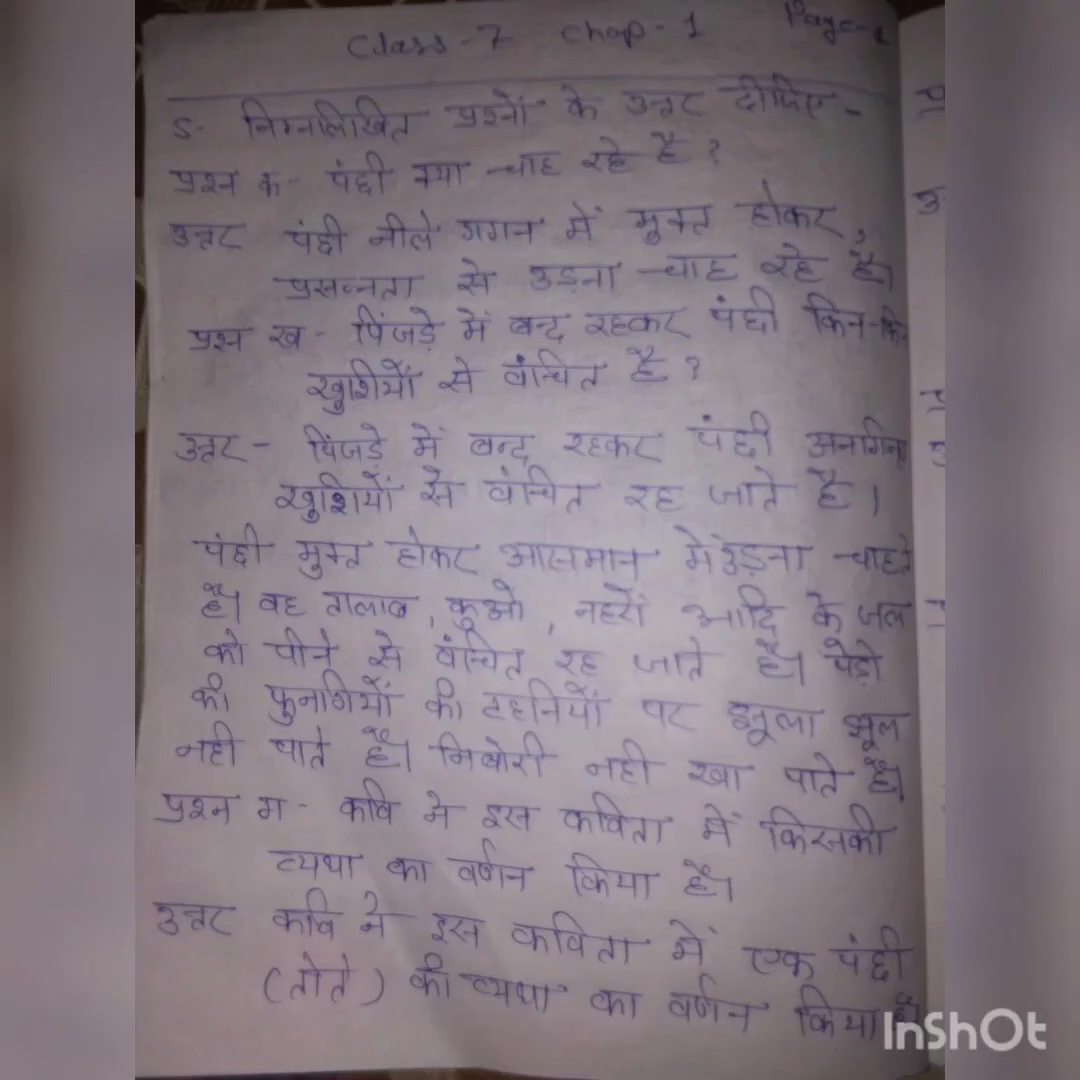 Class - 7 Chap - 1 Page - 1
5. निम्नलिखित प्रश्नों के उत्तर दीजिए -
प्रश्न क - पंछी क्या चाह रहे है ?
उत्तर पंछी नीले गगन में मुक्त होकर,
प्रसन्नता से उड़ना चाह रहे है।
प्रश्न ख - पिंजड़े में बन्द रहकर पंछी किन-किन
खुशियों से वंचित है ?
उत्तर - पिंजड़े में बन्द रहकर पंछी अनगिनत
खुशियों से वंचित रह जाते है ।
पंछी मुक्त होकर आसमान में उड़ना चाहते
है। वह तालाब, कुओ, नहरों आदि के जल
को पीने से वंचित रह जाते है। पेड़ो
की फुनगियों की टहनियों पर झूला झूल
नही पाते है। निबोरी नही खा पाते है।
प्रश्न ग - कवि ने इस कविता में किसकी
व्यथा का वर्णन किया है।
उत्तर कवि ने इस कविता में एक पंछी
(तोते) की व्यथा का वर्णन किया है।
InShOt